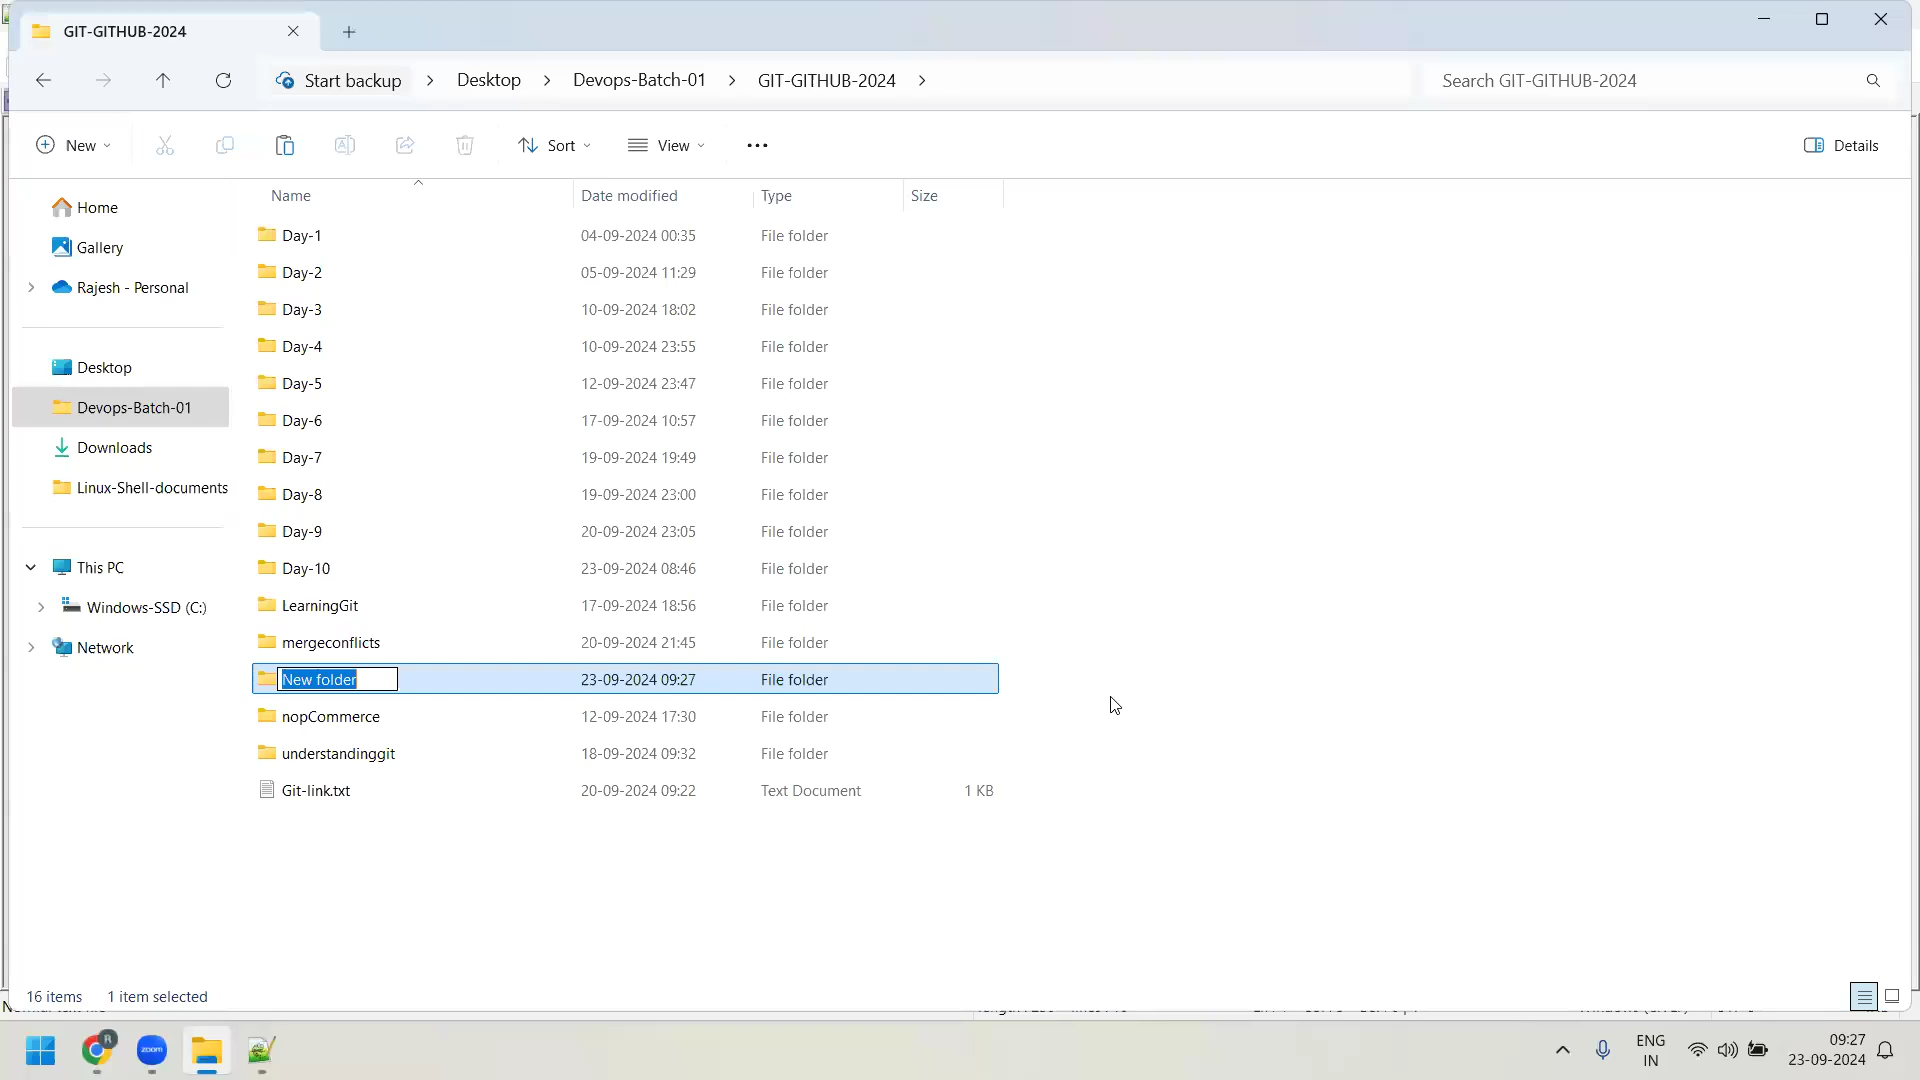 GIT-GITHUB-2024
Start backup
Desktop
Devops-Batch-01
GIT-GITHUB-2024
Search GIT-GITHUB-2024
New
Sort
View
Details
Name Date modified Type Size
Home
Gallery
Rajesh - Personal
Desktop
Devops-Batch-01
Downloads
Linux-Shell-documents
This PC
Windows-SSD (C:)
Network
Day-1 04-09-2024 00:35 File folder
Day-2 05-09-2024 11:29 File folder
Day-3 10-09-2024 18:02 File folder
Day-4 10-09-2024 23:55 File folder
Day-5 12-09-2024 23:47 File folder
Day-6 17-09-2024 10:57 File folder
Day-7 19-09-2024 19:49 File folder
Day-8 19-09-2024 23:00 File folder
Day-9 20-09-2024 23:05 File folder
Day-10 23-09-2024 08:46 File folder
LearningGit 17-09-2024 18:56 File folder
mergeconflicts 20-09-2024 21:45 File folder
New folder 23-09-2024 09:27 File folder
nopCommerce 12-09-2024 17:30 File folder
understandinggit 18-09-2024 09:32 File folder
Git-link.txt 20-09-2024 09:22 Text Document 1 KB
16 items 1 item selected
R
zoom
ENG
IN
09:27
23-09-2024